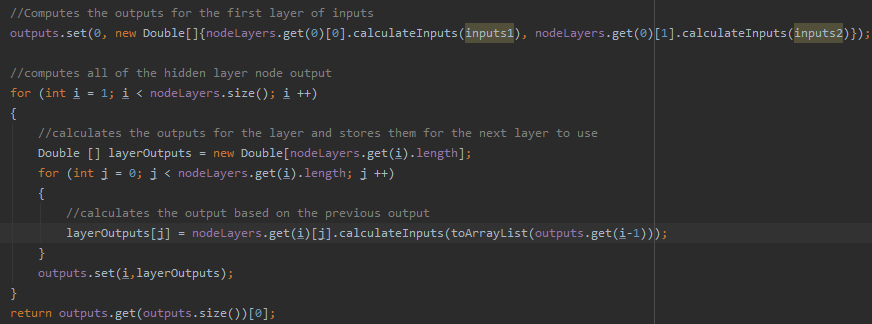 //Computes the outputs for the first layer of inputs
outputs.set(0, new Double[]{nodeLayers.get(0)[0].calculateInputs(inputs1), nodeLayers.get(0)[1].calculateInputs(inputs2)});
//computes all of the hidden layer node output
for (int i = 1; i < nodeLayers.size(); i ++)
{
//calculates the outputs for the layer and stores them for the next layer to use
Double [] layerOutputs = new Double[nodeLayers.get(i).length];
for (int j = 0; j < nodeLayers.get(i).length; j ++)
{
//calculates the output based on the previous output
layerOutputs[j] = nodeLayers.get(i)[j].calculateInputs(toArrayList(outputs.get(i-1)));
}
outputs.set(i,layerOutputs);
}
return outputs.get(outputs.size())[0];